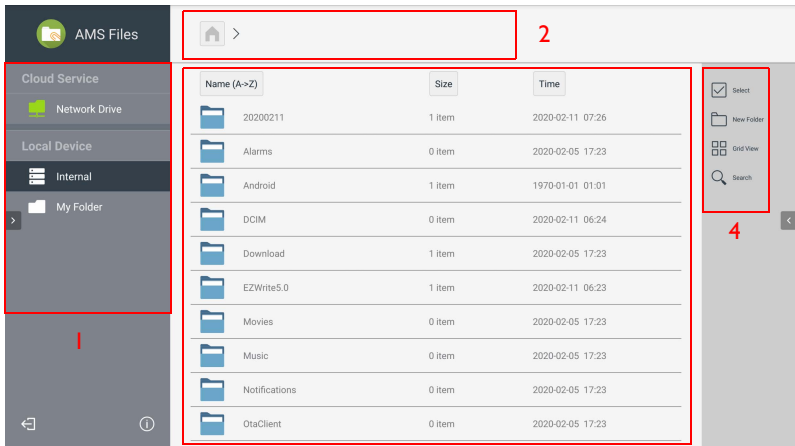 AMS Files
2
Cloud Service
Network Drive
Local Device
Internal
My Folder
1
Name (A->Z) Size Time
20200211 1 item 2020-02-11 07:26
Alarms 0 item 2020-02-05 17:23
Android 1 item 1970-01-01 01:01
DCIM 0 item 2020-02-11 06:24
Download 1 item 2020-02-05 17:23
EZWrite5.0 1 item 2020-02-11 06:23
Movies 0 item 2020-02-05 17:23
Music 0 item 2020-02-05 17:23
Notifications 0 item 2020-02-05 17:23
OtaClient 0 item 2020-02-05 17:23
Select
New Folder
Grid View
Search
4